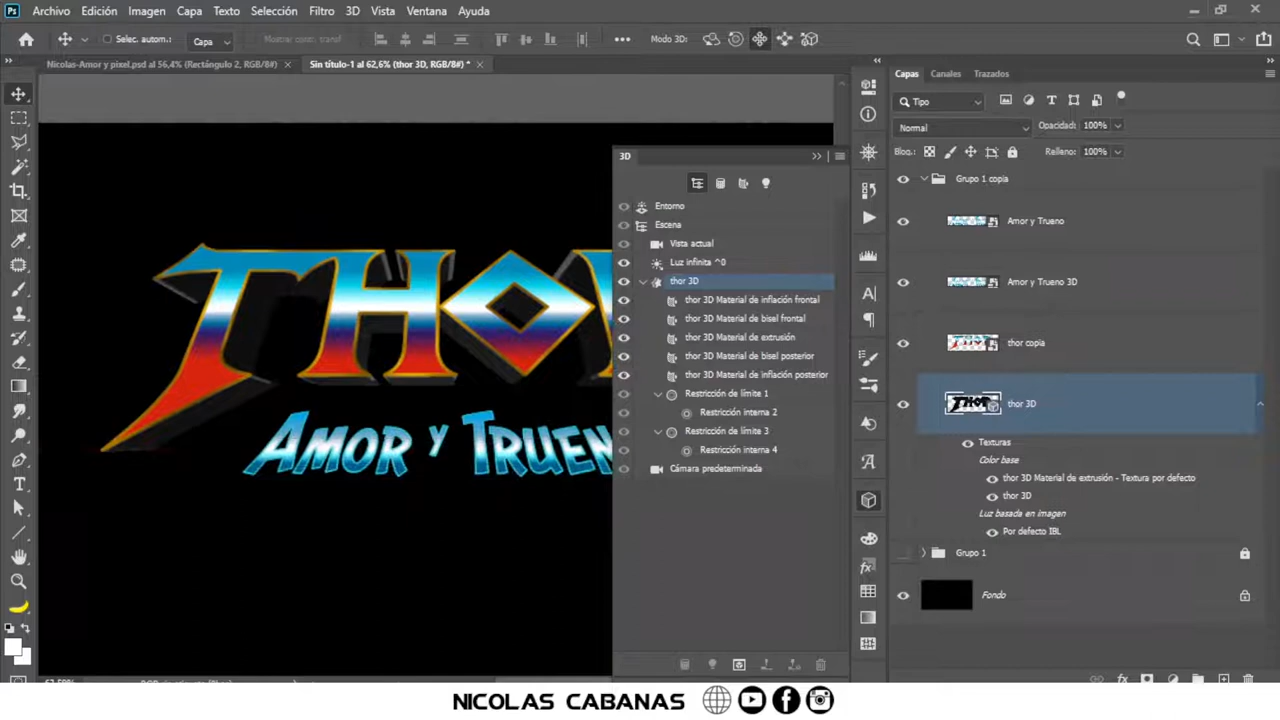 Ps Archivo Edición Imagen Capa Texto Selección Filtro 3D Vista Ventana Ayuda
Selec. autom.: Capa Mostrar contr. transf. ••• Modo 3D:
Nicolas-Amor y pixel.psd al 56,4% (Rectángulo 2, RGB/8#) × Sin título-1 al 62,6% (thor 3D, RGB/8#) * ×
THO
AMOR Y TRUEN
3D
Entorno
Escena
Vista actual
Luz infinita ^0
thor 3D
thor 3D Material de inflación frontal
thor 3D Material de bisel frontal
thor 3D Material de extrusión
thor 3D Material de bisel posterior
thor 3D Material de inflación posterior
Restricción de límite 1
Restricción interna 2
Restricción de límite 3
Restricción interna 4
Cámara predeterminada
Capas Canales Trazados
Tipo
Normal Opacidad: 100%
Bloq.: Relleno: 100%
Grupo 1 copia
Amor y Trueno
Amor y Trueno 3D
thor copia
thor 3D
Texturas
Color base
thor 3D Material de extrusión - Textura por defecto
thor 3D
Luz basada en imagen
Por defecto IBL
Grupo 1
Fondo
NICOLAS CABANAS